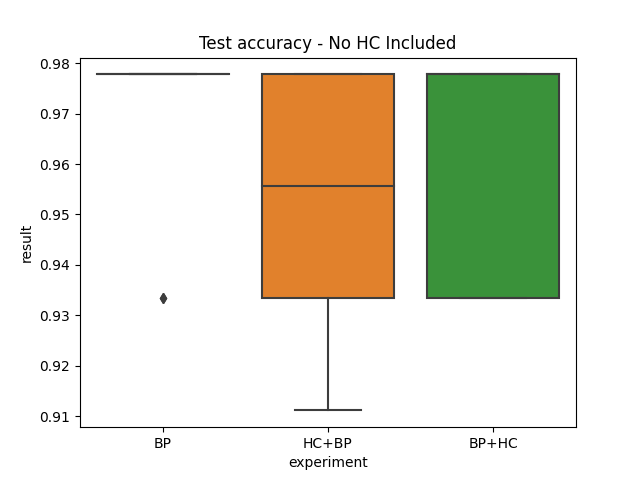 Test accuracy - No HC Included
0.98
0.97
0.96
0.95
0.94
0.93
0.92
0.91
result
BP
HC+BP
BP+HC
experiment